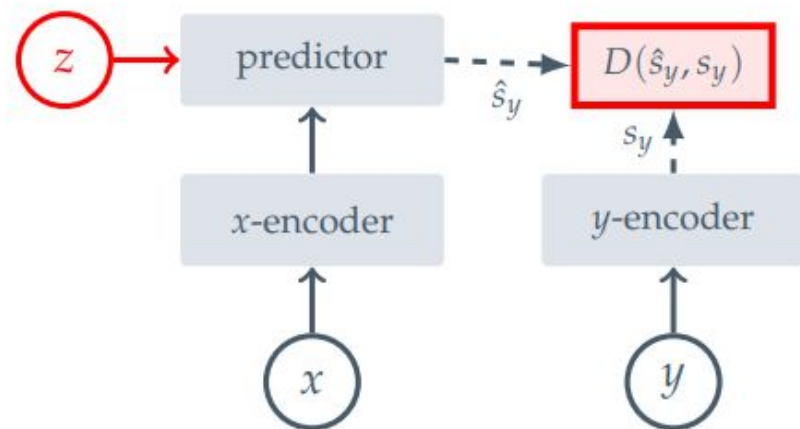 z
predictor
D(ŝ_y, s_y)
ŝ_y
s_y
x-encoder
y-encoder
x
y